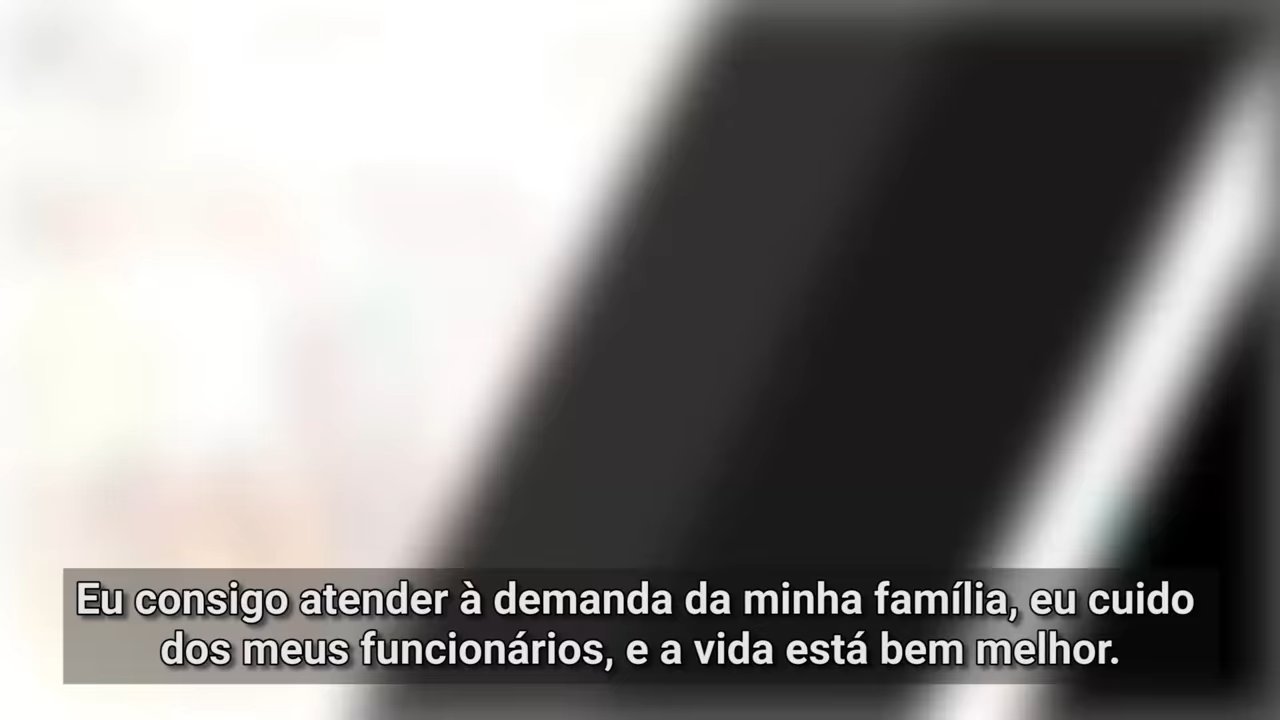 Eu consigo atender à demanda da minha família, eu cuido
dos meus funcionários, e a vida está bem melhor.